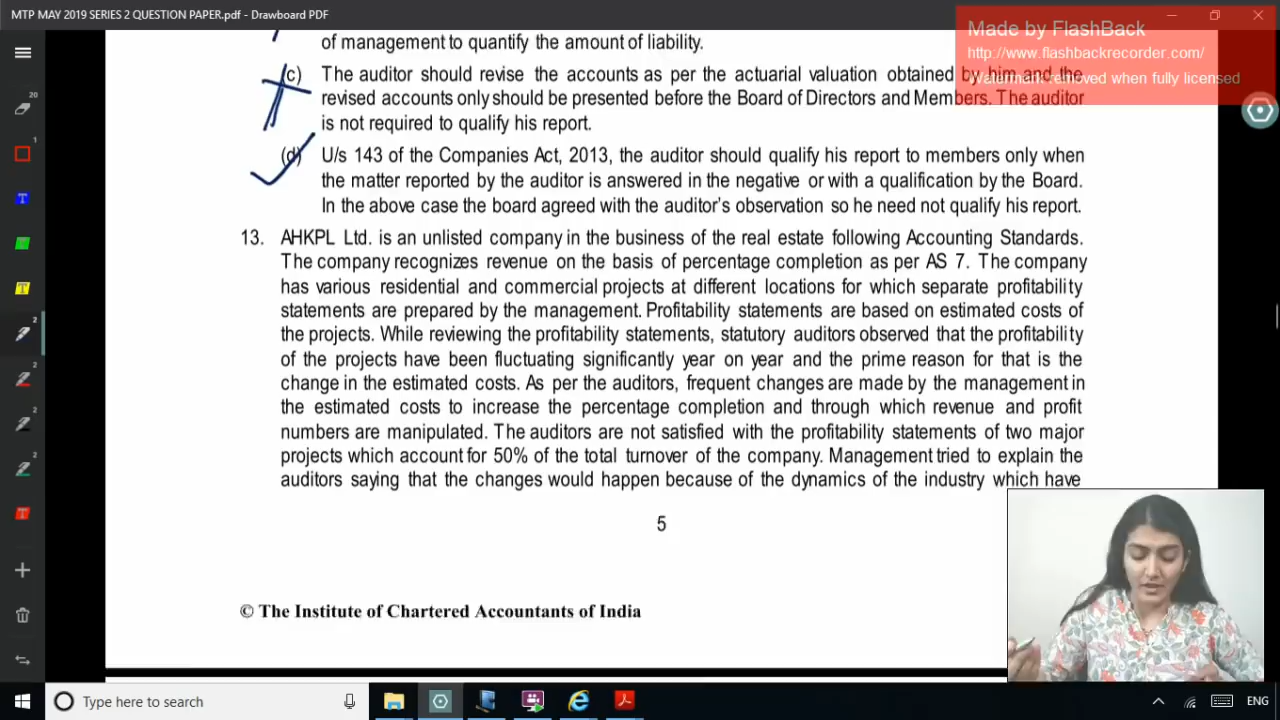 MTP MAY 2019 SERIES 2 QUESTION PAPER.pdf - Drawboard PDF
Made by FlashBack
http://www.flashbackrecorder.com/
Watermark removed when fully licensed
of management to quantify the amount of liability.
(c) The auditor should revise the accounts as per the actuarial valuation obtained by him and the
revised accounts only should be presented before the Board of Directors and Members. The auditor
is not required to qualify his report.
(d) U/s 143 of the Companies Act, 2013, the auditor should qualify his report to members only when
the matter reported by the auditor is answered in the negative or with a qualification by the Board.
In the above case the board agreed with the auditor's observation so he need not qualify his report.
13. AHKPL Ltd. is an unlisted company in the business of the real estate following Accounting Standards.
The company recognizes revenue on the basis of percentage completion as per AS 7. The company
has various residential and commercial projects at different locations for which separate profitability
statements are prepared by the management. Profitability statements are based on estimated costs of
the projects. While reviewing the profitability statements, statutory auditors observed that the profitability
of the projects have been fluctuating significantly year on year and the prime reason for that is the
change in the estimated costs. As per the auditors, frequent changes are made by the management in
the estimated costs to increase the percentage completion and through which revenue and profit
numbers are manipulated. The auditors are not satisfied with the profitability statements of two major
projects which account for 50% of the total turnover of the company. Management tried to explain the
auditors saying that the changes would happen because of the dynamics of the industry which have
5
© The Institute of Chartered Accountants of India
20
1
T
T
2
2
2
2
T
Type here to search
ENG